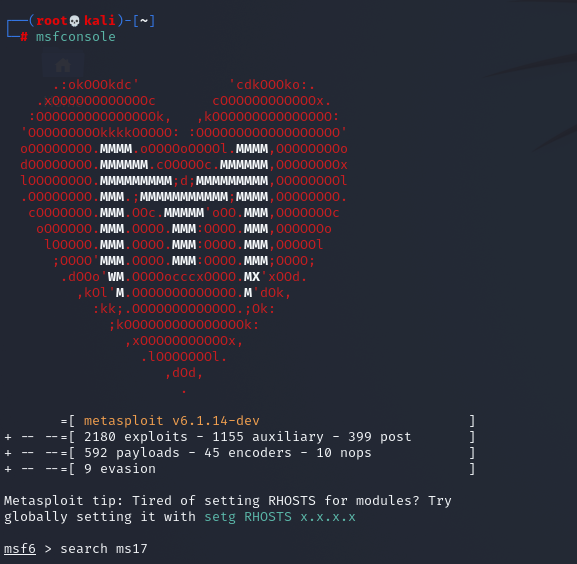 ┌──(root💀kali)-[~]
└─# msfconsole
.:okOOOkdc'           'cdkOOOko:.
.xOOOOOOOOOOOOc       cOOOOOOOOOOOOx.
:OOOOOOOOOOOOOOOk,   ,kOOOOOOOOOOOOOOO:
'OOOOOOOOOkkkkOOOOO: :OOOOOOOOOOOOOOOOOO'
oOOOOOOOO.MMMM.oOOOOoOOOOl.MMMM,OOOOOOOOo
dOOOOOOOO.MMMMMM.cOOOOOc.MMMMMM,OOOOOOOOx
lOOOOOOOO.MMMMMMMMM;d;MMMMMMMMM,OOOOOOOOl
.OOOOOOOO.MMM.;MMMMMMMMMMM;MMMM,OOOOOOOO.
cOOOOOOO.MMM.OOc.MMMMM'oOO.MMM,OOOOOOOc
oOOOOOO.MMM.OOOO.MMM:OOOO.MMM,OOOOOOo
lOOOOO.MMM.OOOO.MMM:OOOO.MMM,OOOOOl
;OOOO'MMM.OOOO.MMM:OOOO.MMM;OOOO;
.dOOo'WM.OOOOocccxOOOO.MX'xOOd.
,kOl'M.OOOOOOOOOOOOO.M'dOk,
:kk;.OOOOOOOOOOOOO.;Ok:
;kOOOOOOOOOOOOOOOk:
,xOOOOOOOOOOOx,
.lOOOOOOOl.
,dOd,
.
=[ metasploit v6.1.14-dev                          ]
+ -- --=[ 2180 exploits - 1155 auxiliary - 399 post       ]
+ -- --=[ 592 payloads - 45 encoders - 10 nops            ]
+ -- --=[ 9 evasion                                       ]
Metasploit tip: Tired of setting RHOSTS for modules? Try
globally setting it with setg RHOSTS x.x.x.x
msf6 > search ms17